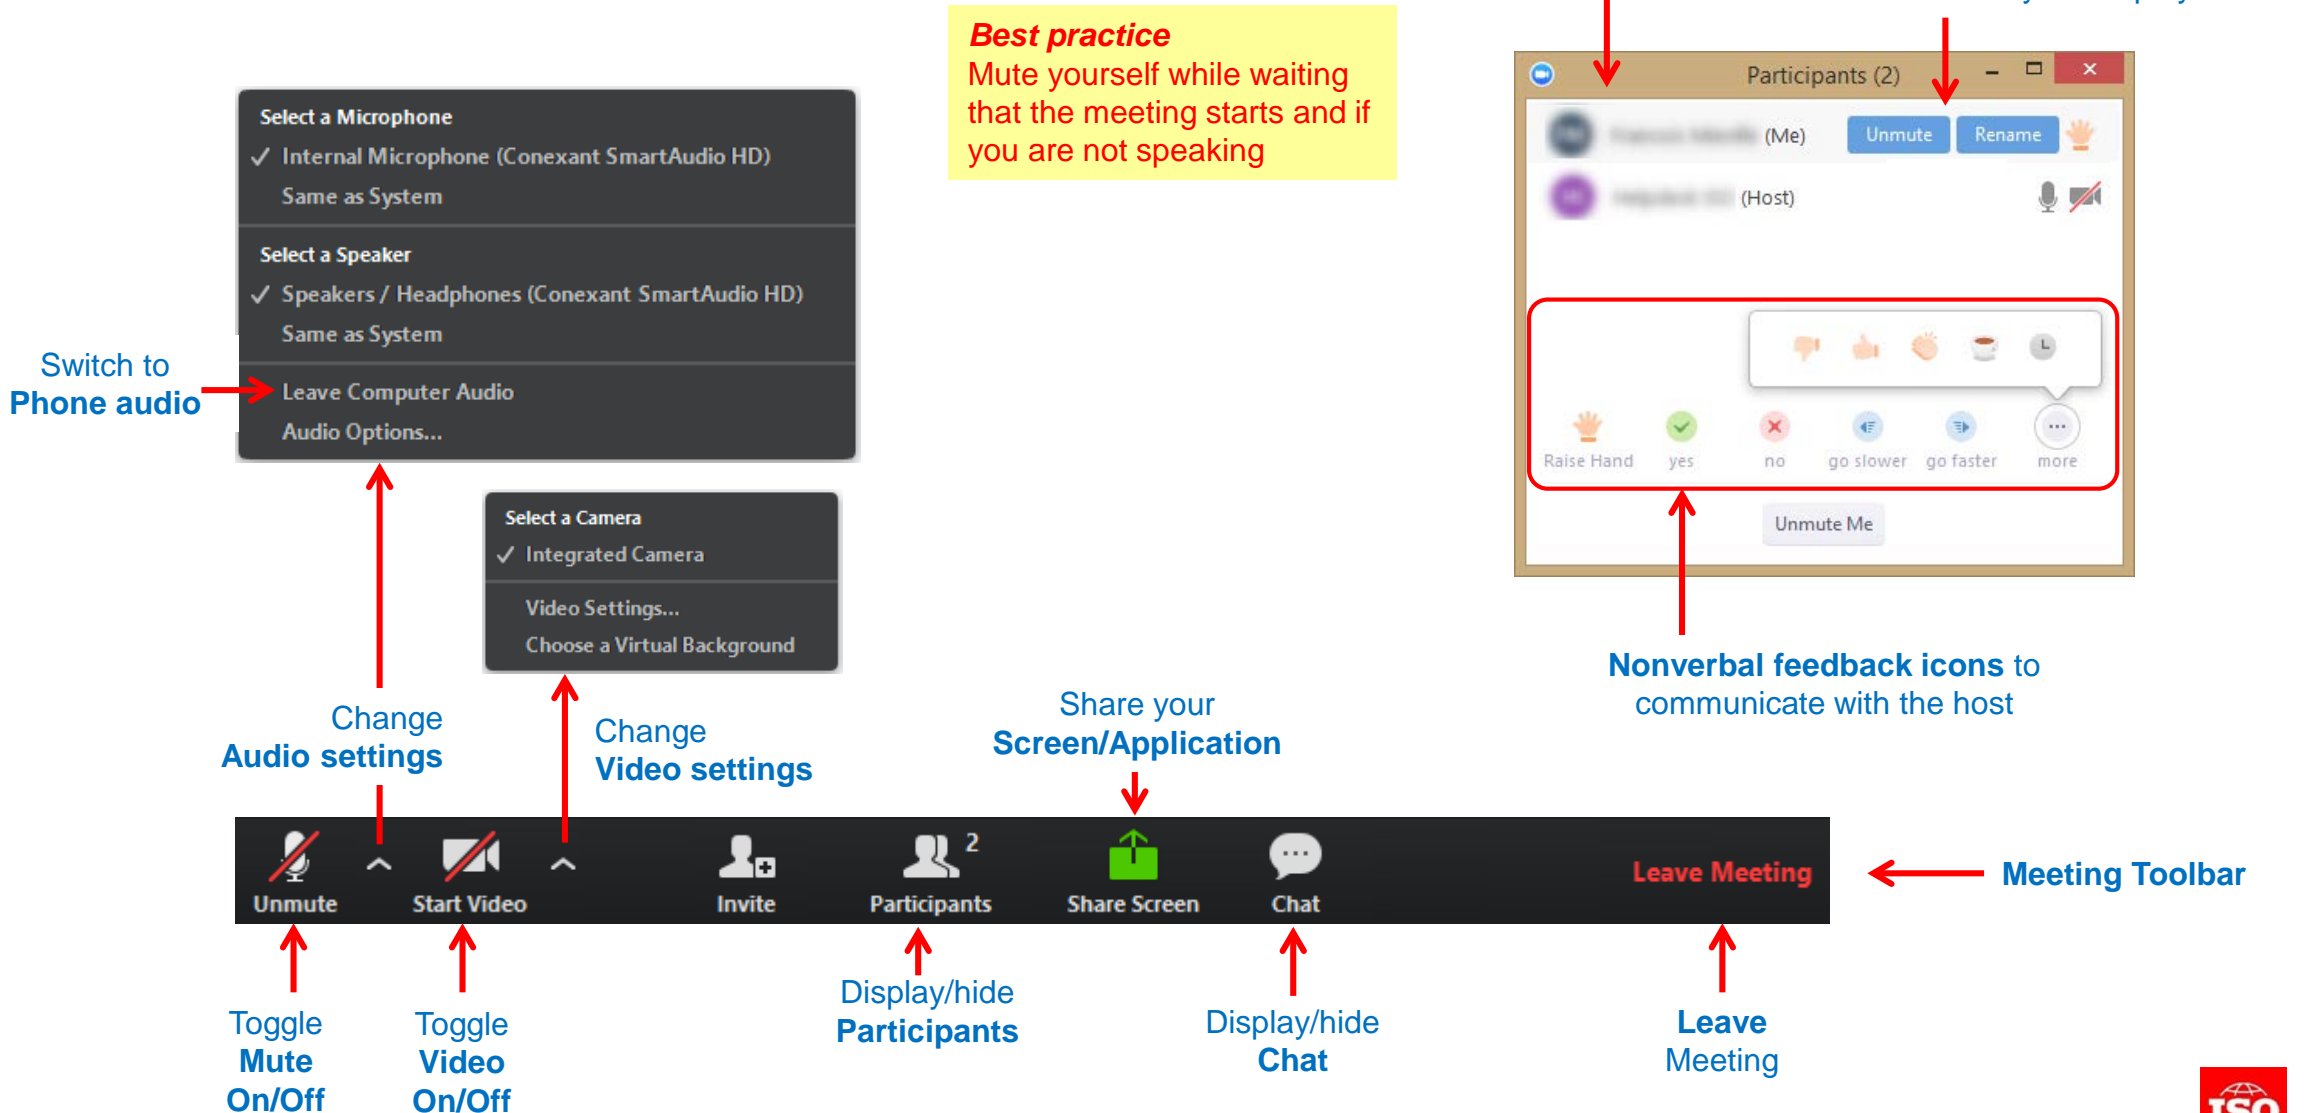 Best practice
Mute yourself while waiting
that the meeting starts and if
you are not speaking
Participants (2)
(Me)
Unmute
Rename
(Host)
Raise Hand
yes
no
go slower
go faster
more
Unmute Me
Nonverbal feedback icons to
communicate with the host
Select a Microphone
Internal Microphone (Conexant SmartAudio HD)
Same as System
Select a Speaker
Speakers / Headphones (Conexant SmartAudio HD)
Same as System
Leave Computer Audio
Audio Options...
Switch to
Phone audio
Select a Camera
Integrated Camera
Video Settings...
Choose a Virtual Background
Change
Audio settings
Change
Video settings
Share your
Screen/Application
Unmute
Start Video
Invite
2
Participants
Share Screen
Chat
Leave Meeting
Meeting Toolbar
Toggle
Mute
On/Off
Toggle
Video
On/Off
Display/hide
Participants
Display/hide
Chat
Leave
Meeting
ISO